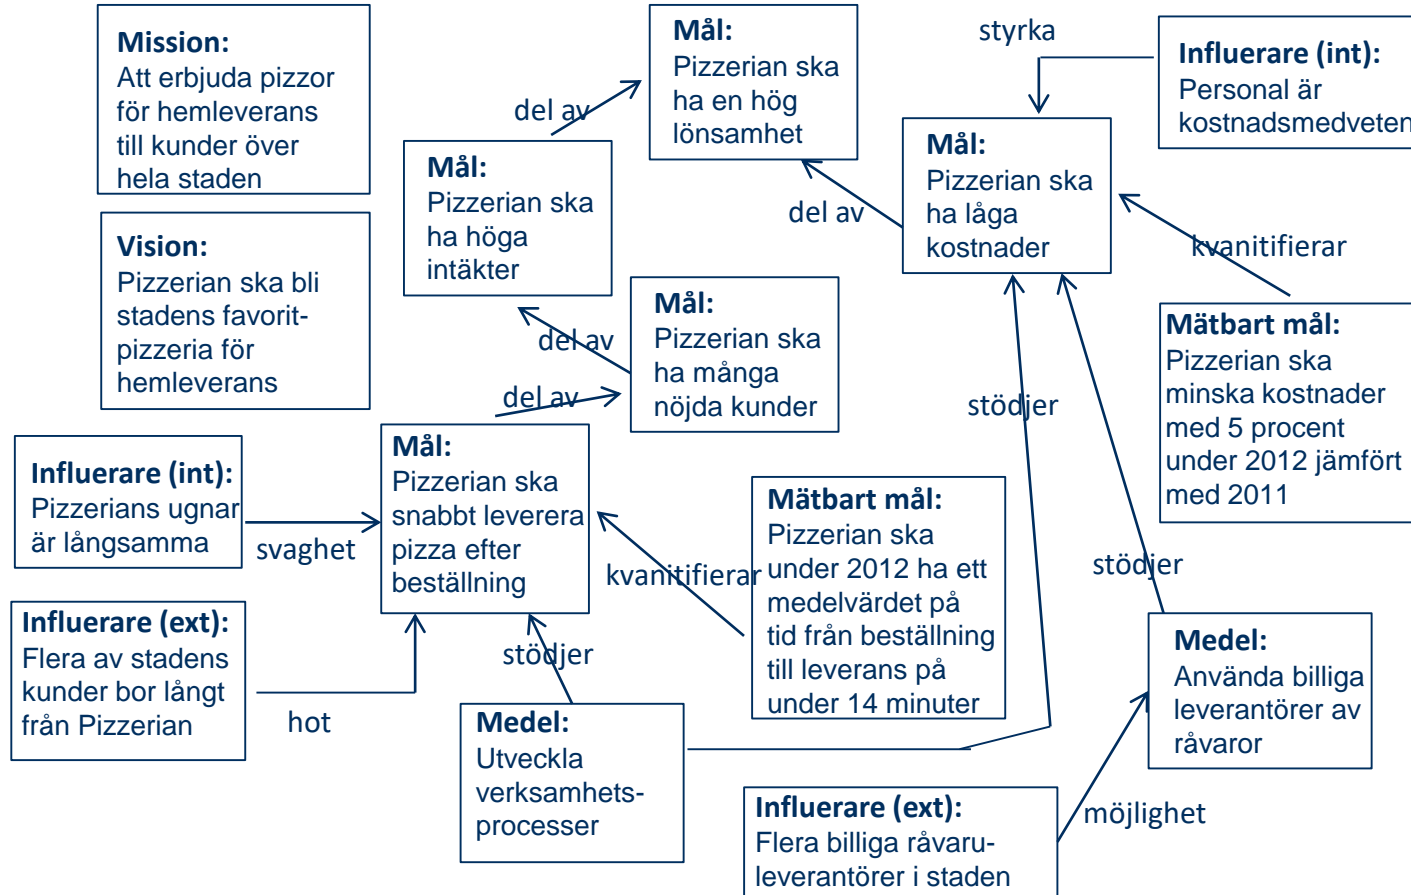 Mission:
Att erbjuda pizzor
för hemleverans
till kunder över
hela staden
Vision:
Pizzerian ska bli
stadens favorit-
pizzeria för
hemleverans
Mål:
Pizzerian ska
ha en hög
lönsamhet
del av
Mål:
Pizzerian ska
ha höga
intäkter
del av
Mål:
Pizzerian ska
ha låga
kostnader
styrka
Influerare (int):
Personal är
kostnadsmedveten
kvanitifierar
Mätbart mål:
Pizzerian ska
minska kostnader
med 5 procent
under 2012 jämfört
med 2011
Mål:
Pizzerian ska
ha många
nöjda kunder
del av
del av
stödjer
Influerare (int):
Pizzerians ugnar
är långsamma
svaghet
Mål:
Pizzerian ska
snabbt leverera
pizza efter
beställning
kvanitifierar
Mätbart mål:
Pizzerian ska
under 2012 ha ett
medelvärdet på
tid från beställning
till leverans på
under 14 minuter
stödjer
Influerare (ext):
Flera av stadens
kunder bor långt
från Pizzerian
hot
stödjer
Medel:
Utveckla
verksamhets-
processer
Medel:
Använda billiga
leverantörer av
råvaror
Influerare (ext):
Flera billiga råvaru-
leverantörer i staden
möjlighet